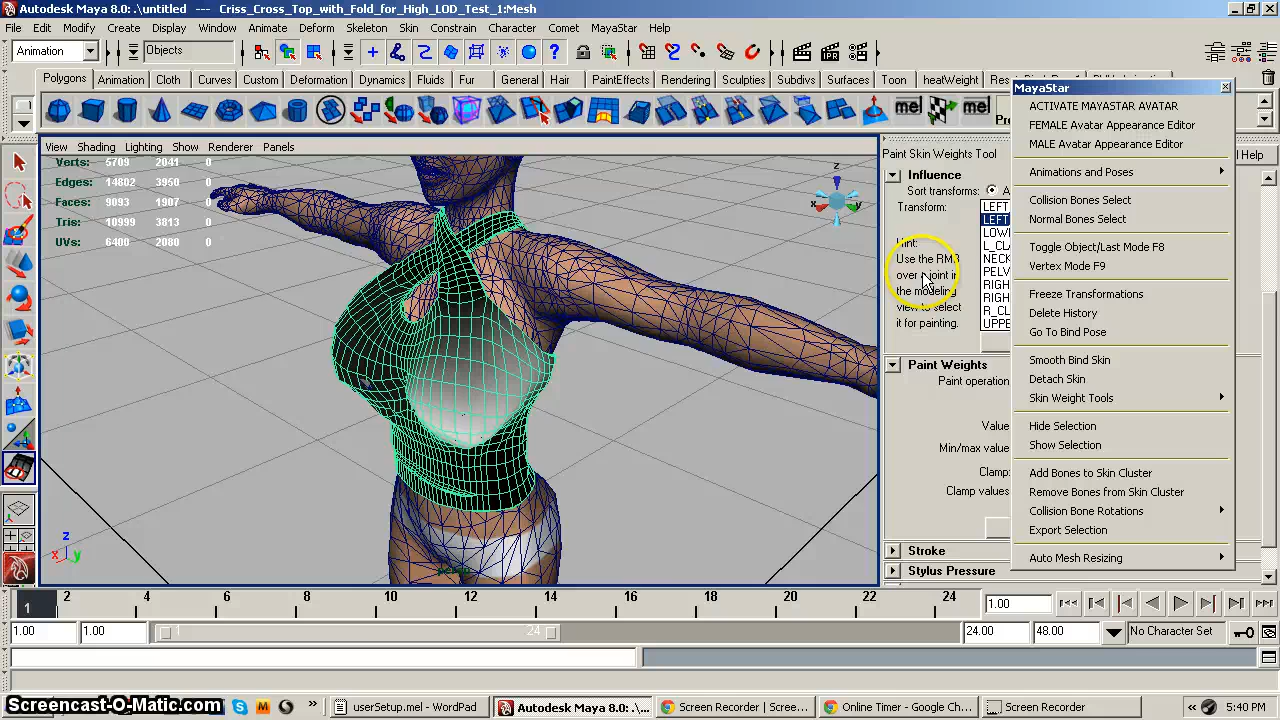 Autodesk Maya 8.0: .\untitled --- Criss_Cross_Top_with_Fold_for_High_LOD_Test_1:Mesh
File Edit Modify Create Display Window Animate Deform Skeleton Skin Constrain Character Comet MayaStar Help
Animation
Objects
Polygons Animation Cloth Curves Custom Deformation Dynamics Fluids Fur General Hair PaintEffects Rendering Sculpties Subdivs Surfaces Toon heatWeight
mel mel
View Shading Lighting Show Renderer Panels
Verts: 5709 2041 0
Edges: 14802 3950 0
Faces: 9093 1907 0
Tris: 10999 3813 0
UVs: 6400 2080 0
z
x y
z
x y
Paint Skin Weights Tool
Help
Influence
Sort transforms:
Transform:
LEFT
LEFT
LOW
L_CL
NECK
PELV
RIGH
RIGH
R_CL
UPPE
Hint:
Use the RM
over a joint in
the modeling
view to select
it for painting.
Paint Weights
Paint operation
Value
Min/max value
Clamp:
Clamp values
Stroke
Stylus Pressure
MayaStar
ACTIVATE MAYASTAR AVATAR
FEMALE Avatar Appearance Editor
MALE Avatar Appearance Editor
Animations and Poses
Collision Bones Select
Normal Bones Select
Toggle Object/Last Mode F8
Vertex Mode F9
Freeze Transformations
Delete History
Go To Bind Pose
Smooth Bind Skin
Detach Skin
Skin Weight Tools
Hide Selection
Show Selection
Add Bones to Skin Cluster
Remove Bones from Skin Cluster
Collision Bone Rotations
Export Selection
Auto Mesh Resizing
1 2 4 6 8 10 12 14 16 18 20 22 24
1.00
1.00 1.00 1 24 24.00 48.00 No Character Set
Screencast-O-Matic.com
userSetup.mel - WordPad
Autodesk Maya 8.0: .\...
Screen Recorder | Scree...
Online Timer - Google Ch...
Screen Recorder
5:40 PM